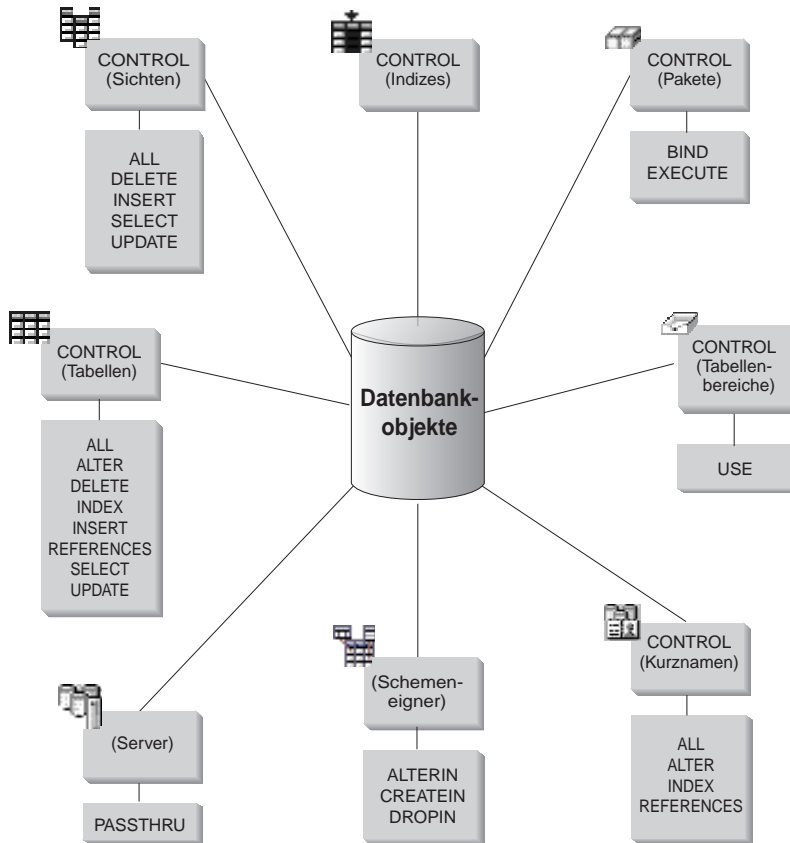 CONTROL
(Sichten)
ALL
DELETE
INSERT
SELECT
UPDATE
CONTROL
(Indizes)
CONTROL
(Pakete)
BIND
EXECUTE
CONTROL
(Tabellen)
ALL
ALTER
DELETE
INDEX
INSERT
REFERENCES
SELECT
UPDATE
Datenbank-
objekte
CONTROL
(Tabellen-
bereiche)
USE
(Server)
PASSTHRU
(Schemen-
eigner)
ALTERIN
CREATEIN
DROPIN
CONTROL
(Kurznamen)
ALL
ALTER
INDEX
REFERENCES